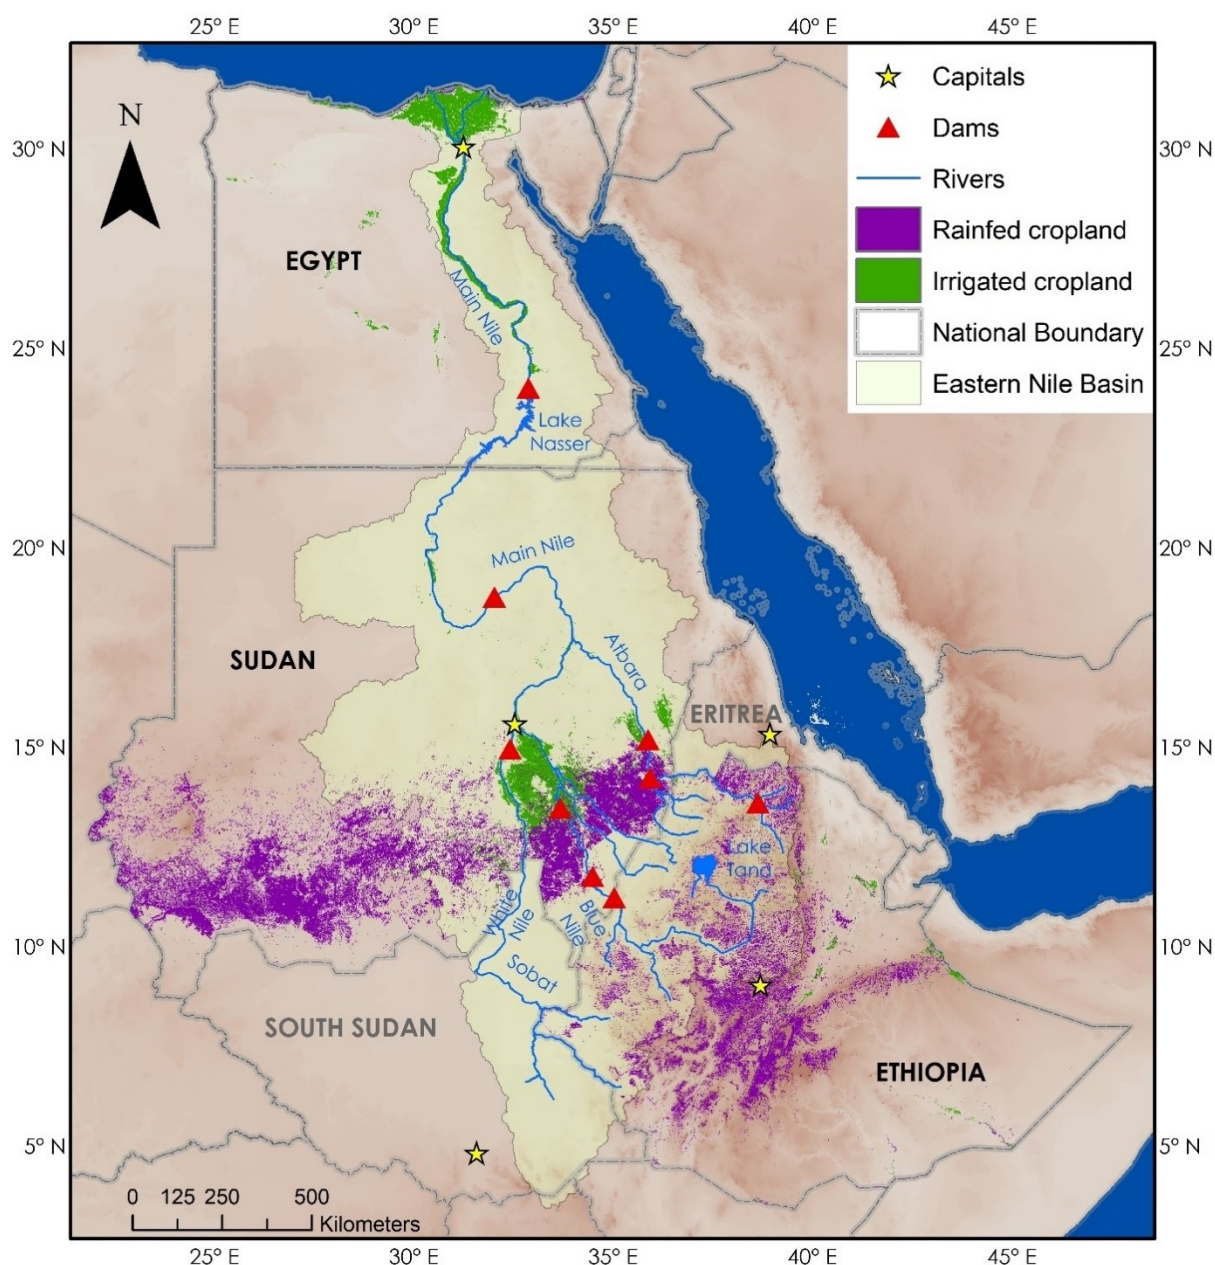 25° E 30° E 35° E 40° E 45° E
N
Capitals
Dams
Rivers
Rainfed cropland
Irrigated cropland
National Boundary
Eastern Nile Basin
30° N 30° N
EGYPT
Main Nile
25° N 25° N
Lake
Nasser
20° N 20° N
Main Nile
SUDAN
Atbara
ERITREA
15° N 15° N
Lake
Tana
White
Nile
Blue
Nile
10° N 10° N
Sobat
SOUTH SUDAN
ETHIOPIA
5° N 5° N
0 125 250 500
Kilometers
25° E 30° E 35° E 40° E 45° E